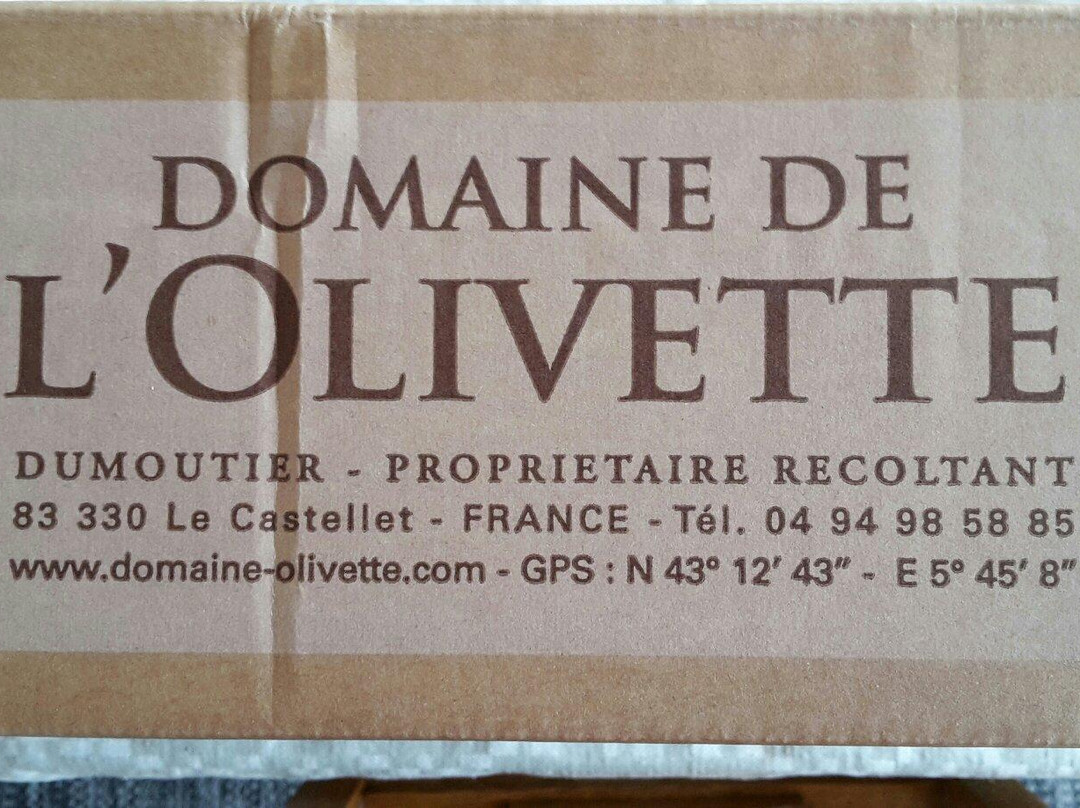 DOMAINE DE
L'OLIVETTE
DUMOUTIER - PROPRIETAIRE RECOLTANT
83 330 Le Castellet - FRANCE - Tél. 04 94 98 58 85
www.domaine-olivette.com - GPS : N 43° 12′ 43″ - E 5° 45′ 8″